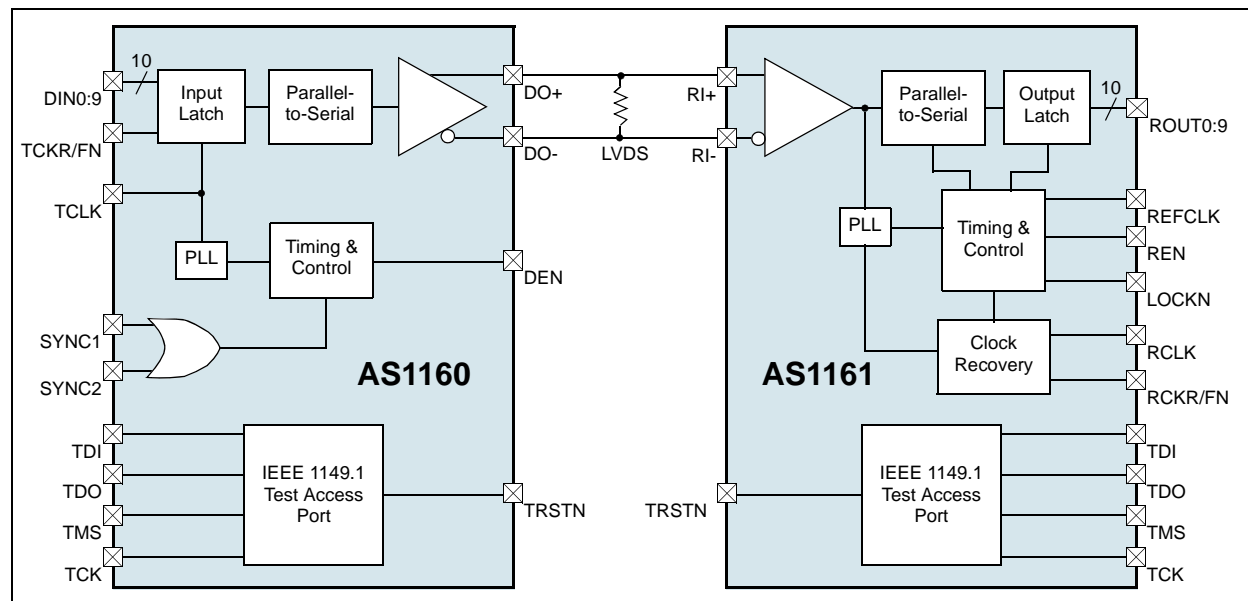 10
DIN0:9
TCKR/FN
TCLK
SYNC1
SYNC2
TDI
TDO
TMS
TCK
Input
Latch
Parallel-
to-Serial
PLL
Timing &
Control
AS1160
IEEE 1149.1
Test Access
Port
DO+
DO-
DEN
TRSTN
LVDS
RI+
RI-
TRSTN
Parallel-
to-Serial
Output
Latch
10
PLL
Timing &
Control
Clock
Recovery
AS1161
IEEE 1149.1
Test Access
Port
ROUT0:9
REFCLK
REN
LOCKN
RCLK
RCKR/FN
TDI
TDO
TMS
TCK